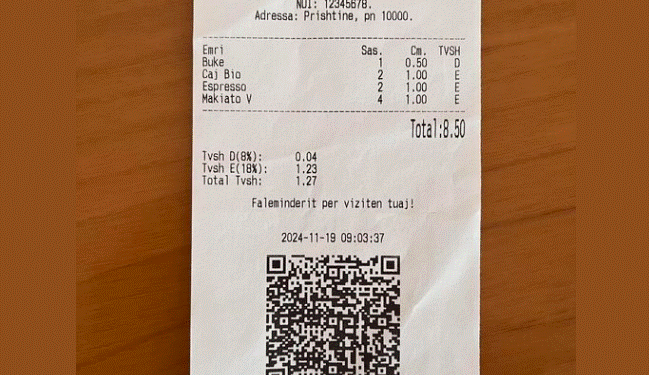 NUI: 12345678.
Adressa: Prishtine, pn 10000.
Emri Sas. Cm. TVSH
Buke 1 0.50 D
Caj Bio 2 1.00 E
Espresso 2 1.00 E
Makiato V 4 1.00 E
Total:8.50
Tvsh D(8%): 0.04
Tvsh E(18%): 1.23
Total Tvsh: 1.27
Faleminderit per viziten tuaj!
2024-11-19 09:03:37